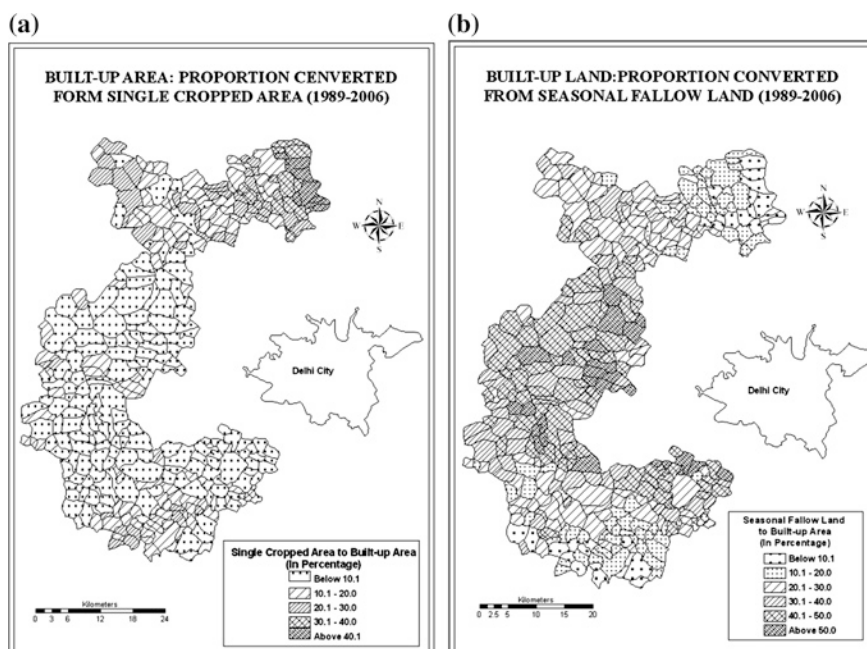 (a)
BUILT-UP AREA: PROPORTION CENVERTED
FORM SINGLE CROPPED AREA (1989-2006)
N
W E
S
Delhi City
Single Cropped Area to Built-up Area
(In Percentage)
Below 10.1
10.1 - 20.0
20.1 - 30.0
30.1 - 40.0
Above 40.1
Kilometers
0 3 6 12 18 24
(b)
BUILT-UP LAND:PROPORTION CONVERTED
FROM SEASONAL FALLOW LAND (1989-2006)
N
W E
S
Delhi City
Seasonal Fallow Land
to Built-up Area
(In Percentage)
Below 10.1
10.1 - 20.0
20.1 - 30.0
30.1 - 40.0
40.1 - 50.0
Above 50.0
Kilometers
0 2.5 5 10 15 20